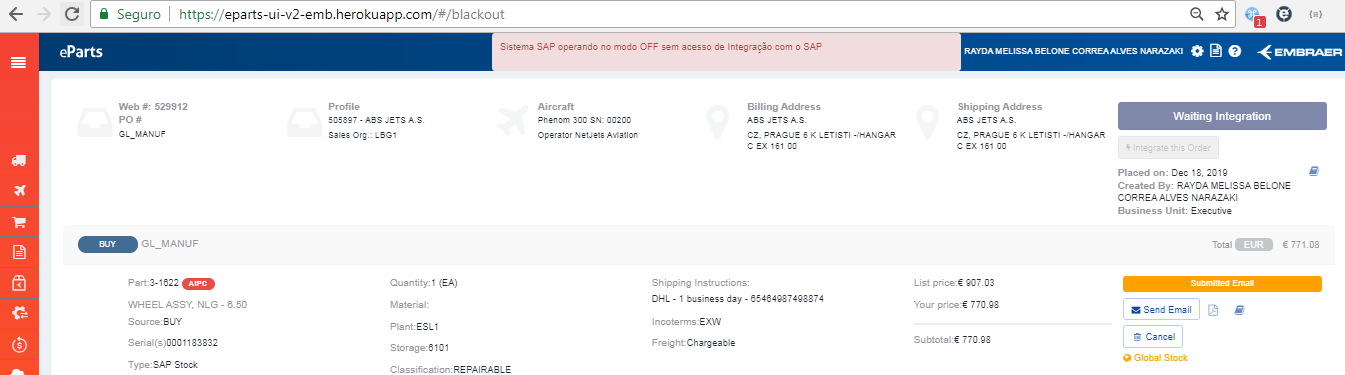 Seguro https://eparts-ui-v2-emb.herokuapp.com/#/blackout
1
eParts
Sistema SAP operando no modo OFF sem acesso de Integração com o SAP
RAYDA MELISSA BELONE CORREA ALVES NARAZAKI
EMBRAER
Web #: 529912
PO #
GL_MANUF
Profile
505897 - ABS JETS A.S.
Sales Org.: LBG1
Aircraft
Phenom 300 SN: 00200
Operator NetJets Aviation
Billing Address
ABS JETS A.S.
CZ, PRAGUE 6 K LETISTI -/HANGAR
C EX 161 00
Shipping Address
ABS JETS A.S.
CZ, PRAGUE 6 K LETISTI -/HANGAR
C EX 161 00
Waiting Integration
Integrate this Order
Placed on: Dec 18, 2019
Created By: RAYDA MELISSA BELONE
CORREA ALVES NARAZAKI
Business Unit: Executive
BUY GL_MANUF
Total EUR € 771.08
Part:3-1622 AIPC
WHEEL ASSY, NLG - 6.50
Source:BUY
Serial(s)0001183832
Type:SAP Stock
Quantity:1 (EA)
Material:
Plant:ESL1
Storage:6101
Classification:REPAIRABLE
Shipping Instructions:
DHL - 1 business day - 65464987498874
Incoterms:EXW
Freight:Chargeable
List price:€ 907.03
Your price:€ 770.98
Subtotal:€ 770.98
Submitted Email
Send Email
Cancel
Global Stock